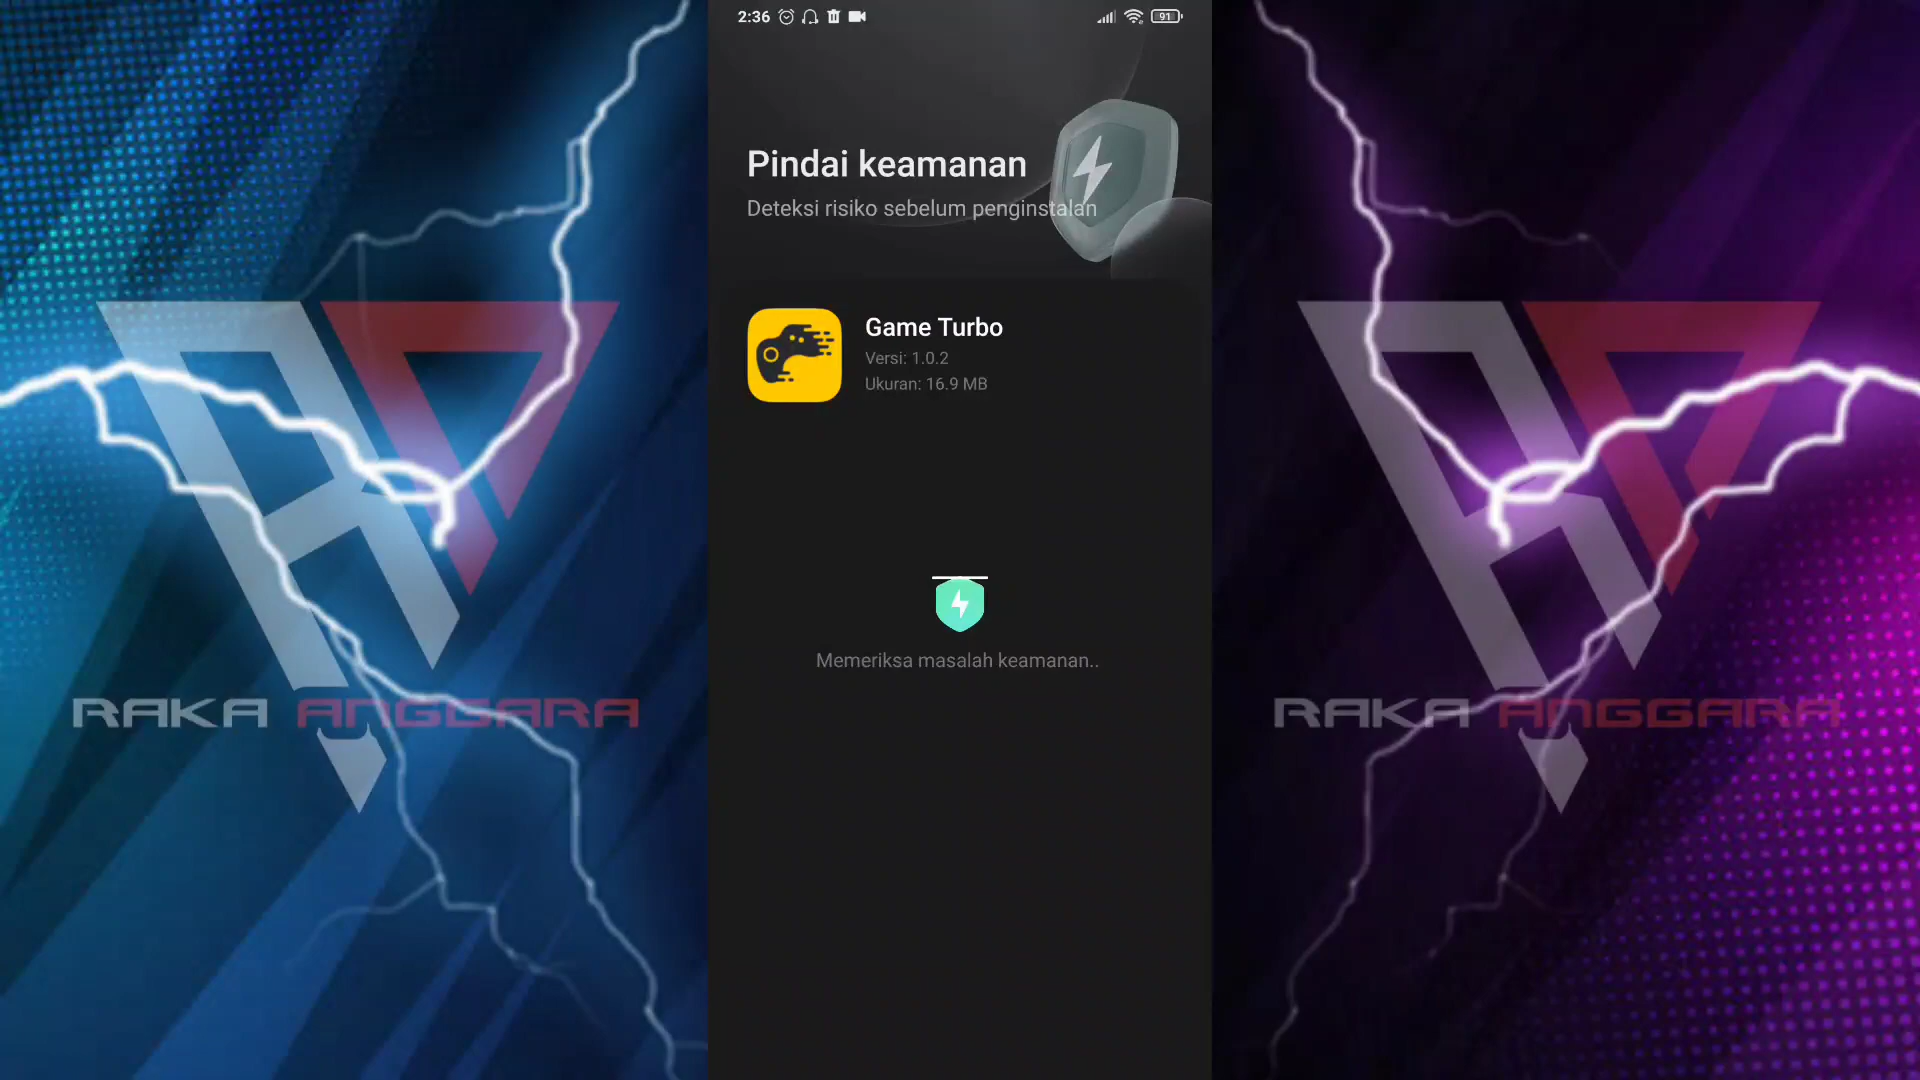 2:36
91
Pindai keamanan
Deteksi risiko sebelum penginstalan
Game Turbo
Versi: 1.0.2
Ukuran: 16.9 MB
Memeriksa masalah keamanan..
RAKA ANGGARA
RAKA ANGGARA